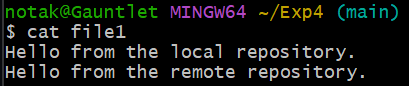 notak@Gauntlet MINGW64 ~/Exp4 (main)
$ cat file1
Hello from the local repository.
Hello from the remote repository.